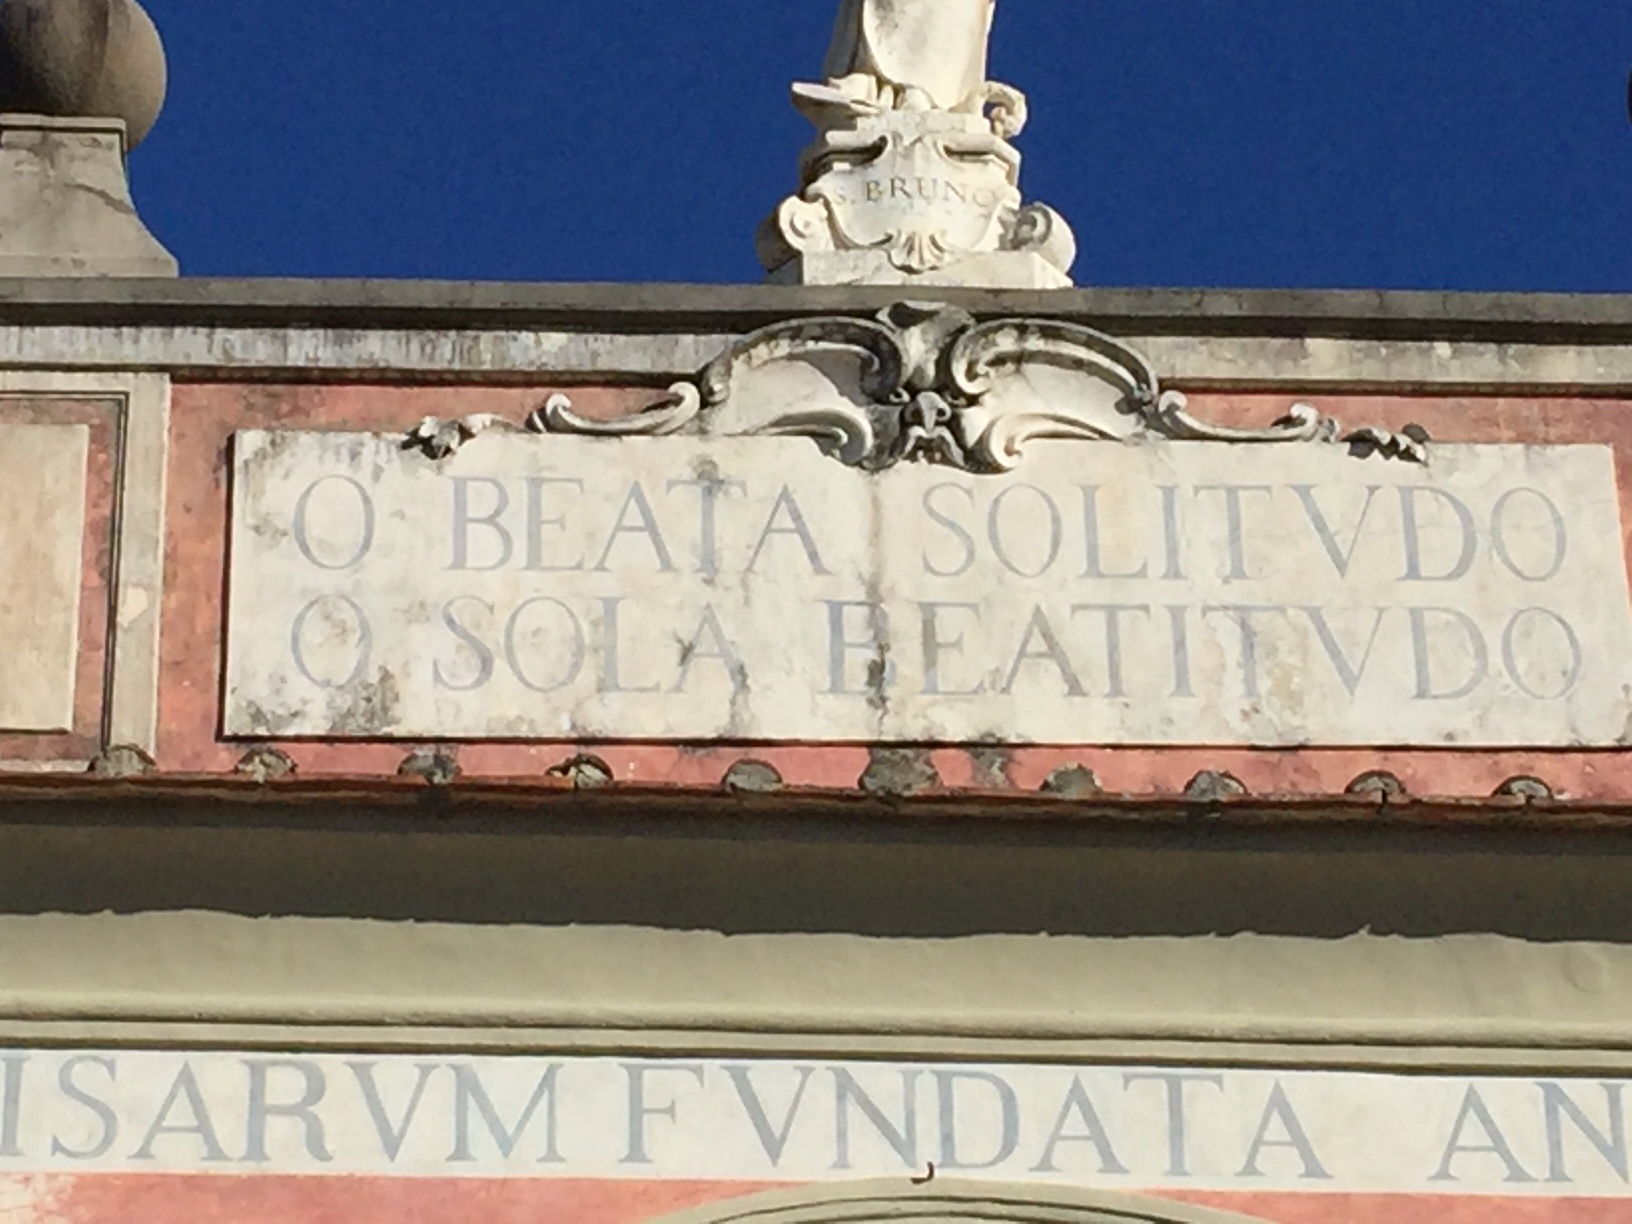 S. BRUNO
O BEATA SOLITVDO
O SOLA BEATITVDO
ISARVM FVNDATA AN